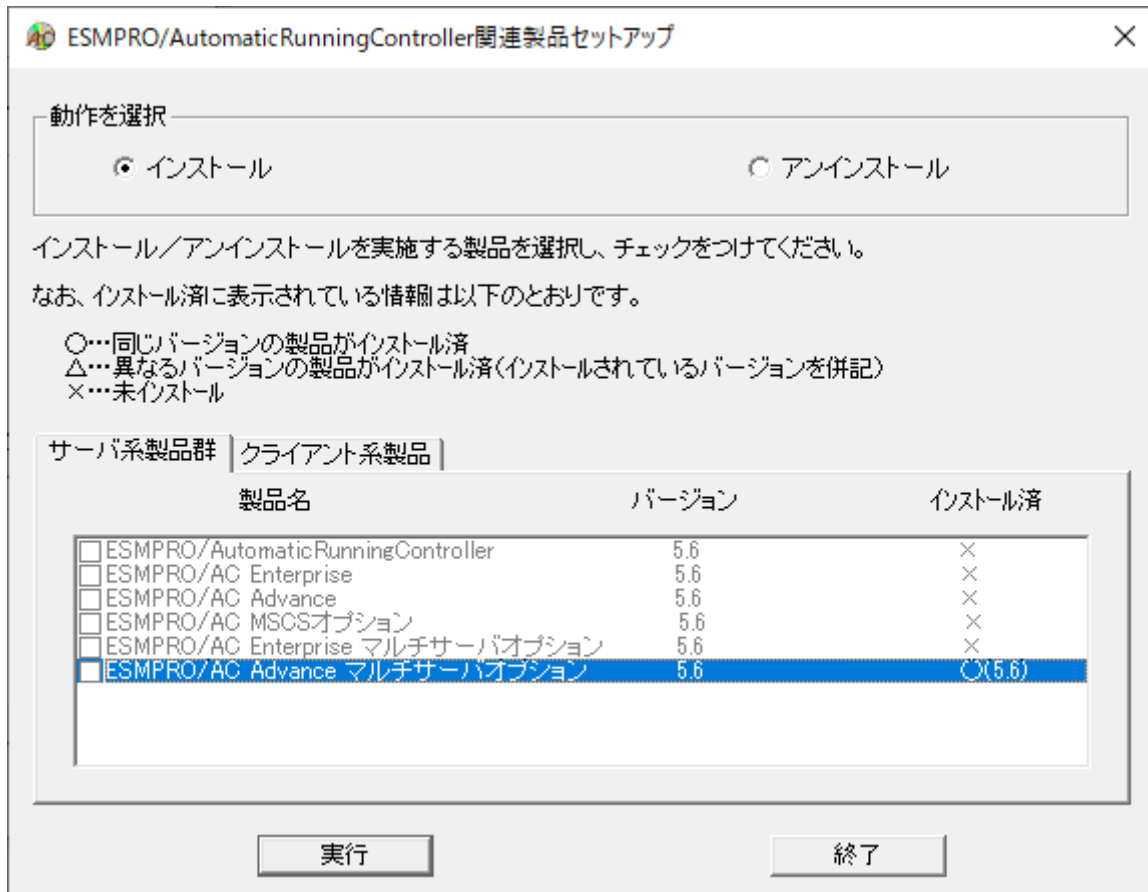 ESMPRO/AutomaticRunningController関連製品セットアップ
動作を選択
インストール アンインストール
インストール／アンインストールを実施する製品を選択し、チェックをつけてください。
なお、インストール済に表示されている情報は以下のとおりです。
○…同じバージョンの製品がインストール済
△…異なるバージョンの製品がインストール済(インストールされているバージョンを併記)
×…未インストール
サーバ系製品群 クライアント系製品
製品名 バージョン インストール済
ESMPRO/AutomaticRunningController 5.6 ×
ESMPRO/AC Enterprise 5.6 ×
ESMPRO/AC Advance 5.6 ×
ESMPRO/AC MSCSオプション 5.6 ×
ESMPRO/AC Enterprise マルチサーバオプション 5.6 ×
ESMPRO/AC Advance マルチサーバオプション 5.6 ○(5.6)
実行 終了